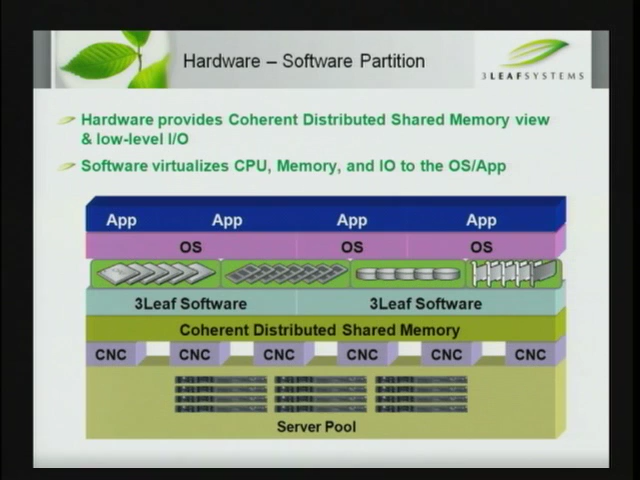 Hardware – Software Partition
3LEAFSYSTEMS
Hardware provides Coherent Distributed Shared Memory view
& low-level I/O
Software virtualizes CPU, Memory, and IO to the OS/App
App App App App
OS OS OS
3Leaf Software 3Leaf Software
Coherent Distributed Shared Memory
CNC CNC CNC CNC CNC CNC
Server Pool